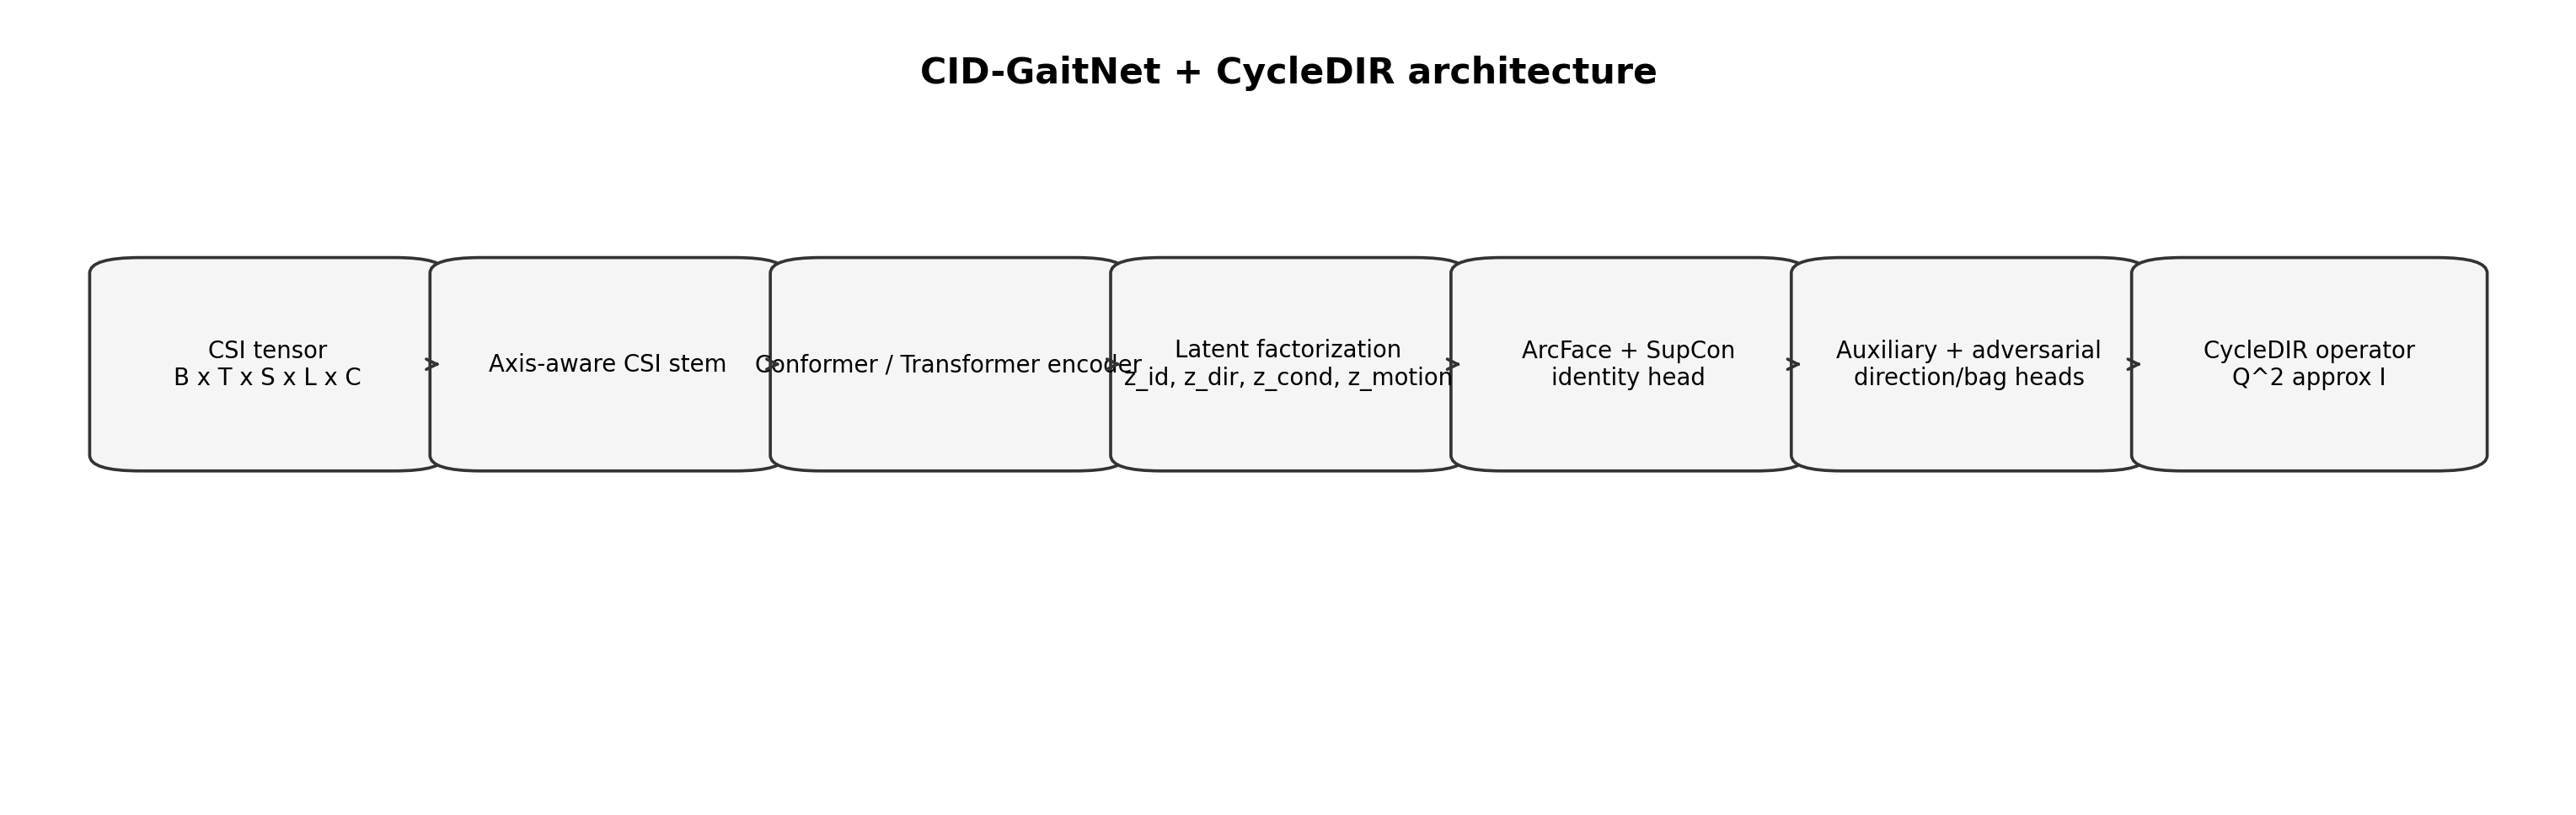 CID-GaitNet + CycleDIR architecture
CSI tensor
B x T x S x L x C
Axis-aware CSI stem
Conformer / Transformer encoder
Latent factorization
z_id, z_dir, z_cond, z_motion
ArcFace + SupCon
identity head
Auxiliary + adversarial
direction/bag heads
CycleDIR operator
Q^2 approx I